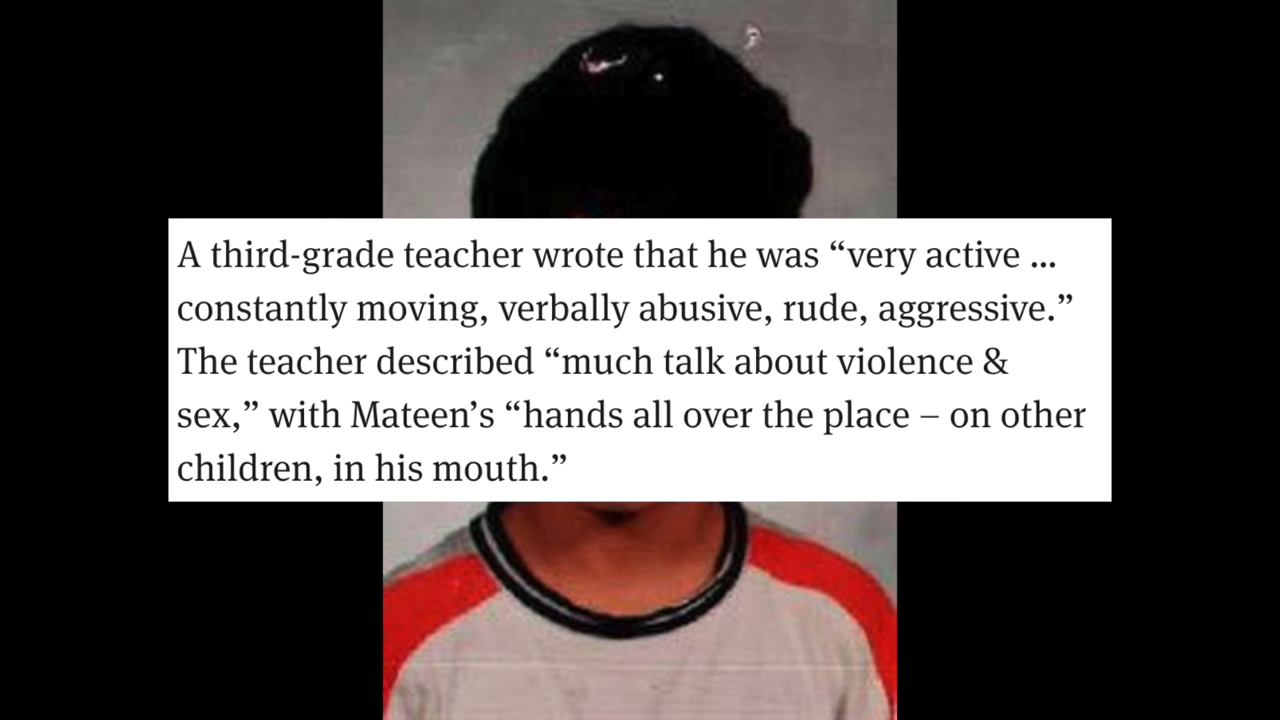 A third-grade teacher wrote that he was “very active ...
constantly moving, verbally abusive, rude, aggressive.”
The teacher described “much talk about violence &
sex,” with Mateen’s “hands all over the place – on other
children, in his mouth.”